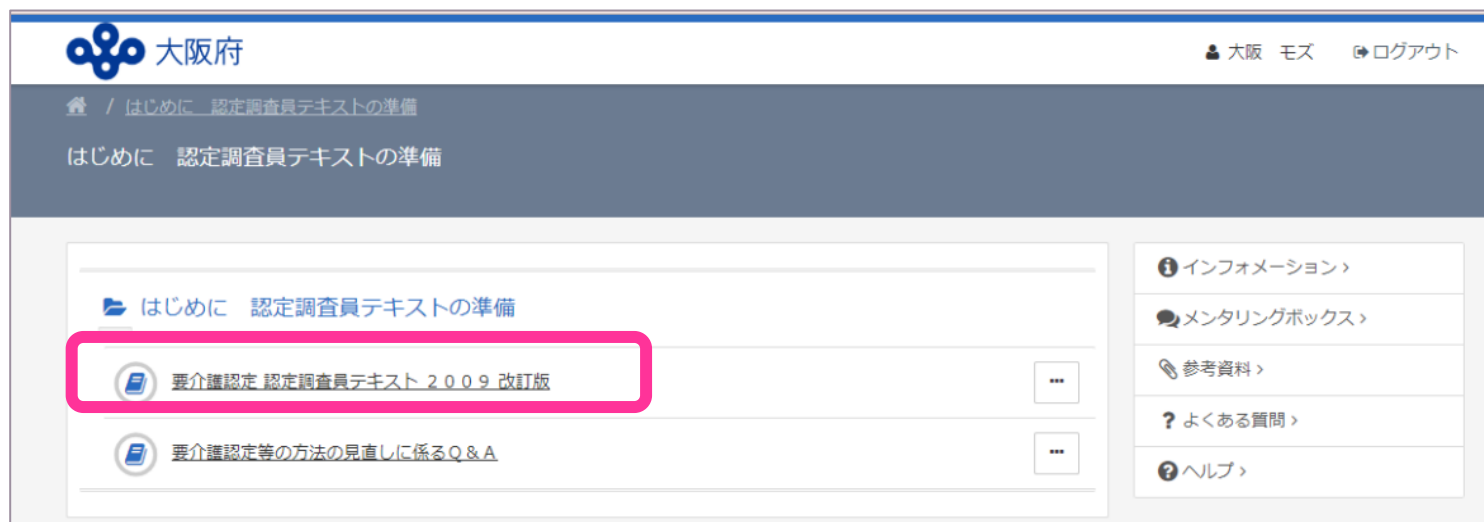 大阪府
大阪 モズ ログアウト
/ はじめに 認定調査員テキストの準備
はじめに 認定調査員テキストの準備
はじめに 認定調査員テキストの準備
要介護認定 認定調査員テキスト ２００９ 改訂版
要介護認定等の方法の見直しに係るＱ＆Ａ
インフォメーション ›
メンタリングボックス ›
参考資料 ›
よくある質問 ›
ヘルプ ›